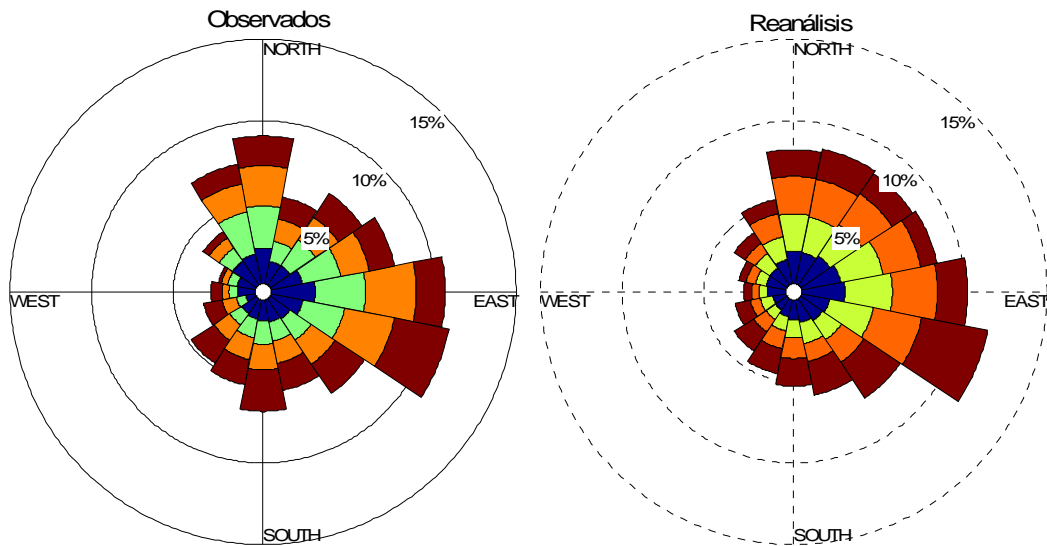 Observados
NORTH
15%
10%
5%
WEST
EAST
SOUTH
Reanálisis
NORTH
15%
10%
5%
WEST
EAST
SOUTH